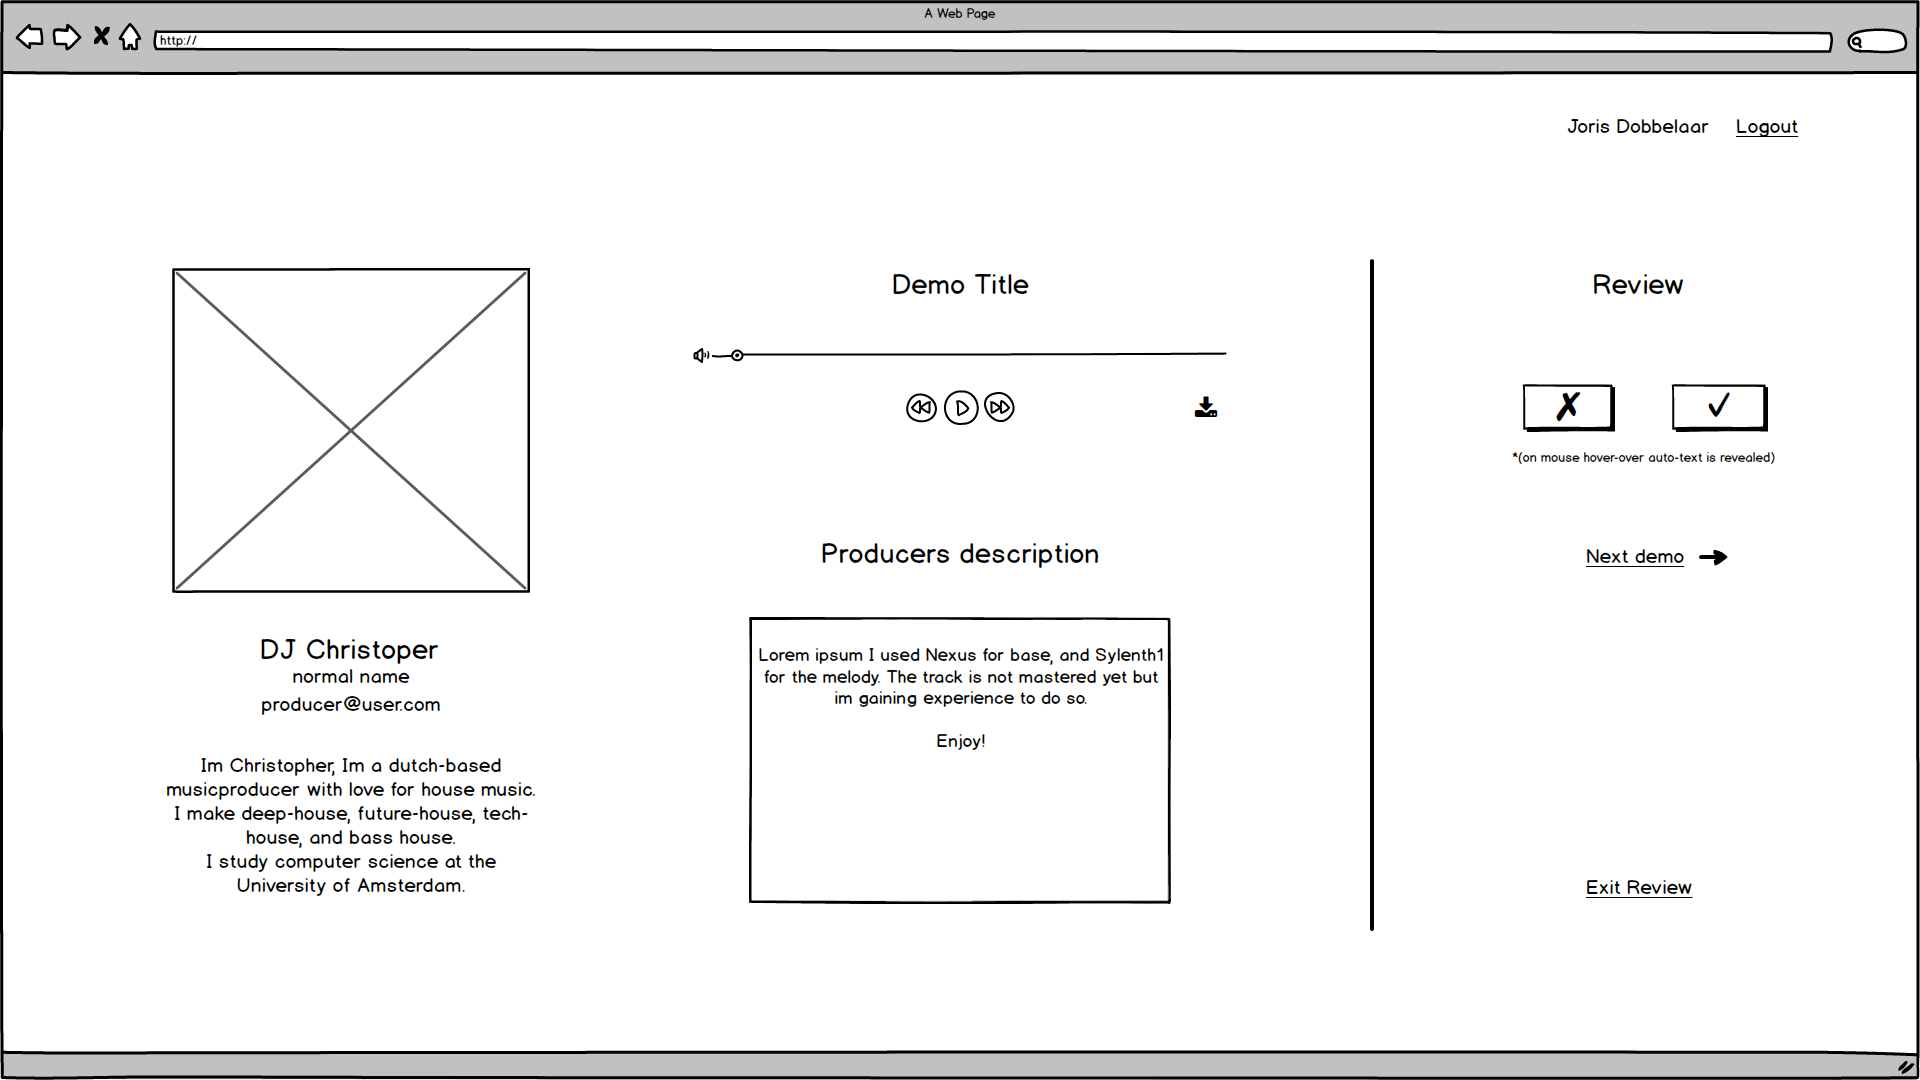 A Web Page
http://
Joris Dobbelaar
Logout
DJ Christoper
normal name
producer@user.com
Im Christopher, Im a dutch-based
musicproducer with love for house music.
I make deep-house, future-house, tech-
house, and bass house.
I study computer science at the
University of Amsterdam.
Demo Title
Producers description
Lorem ipsum I used Nexus for base, and Sylenth1
for the melody. The track is not mastered yet but
im gaining experience to do so.
Enjoy!
Review
*(on mouse hover-over auto-text is revealed)
Next demo
Exit Review